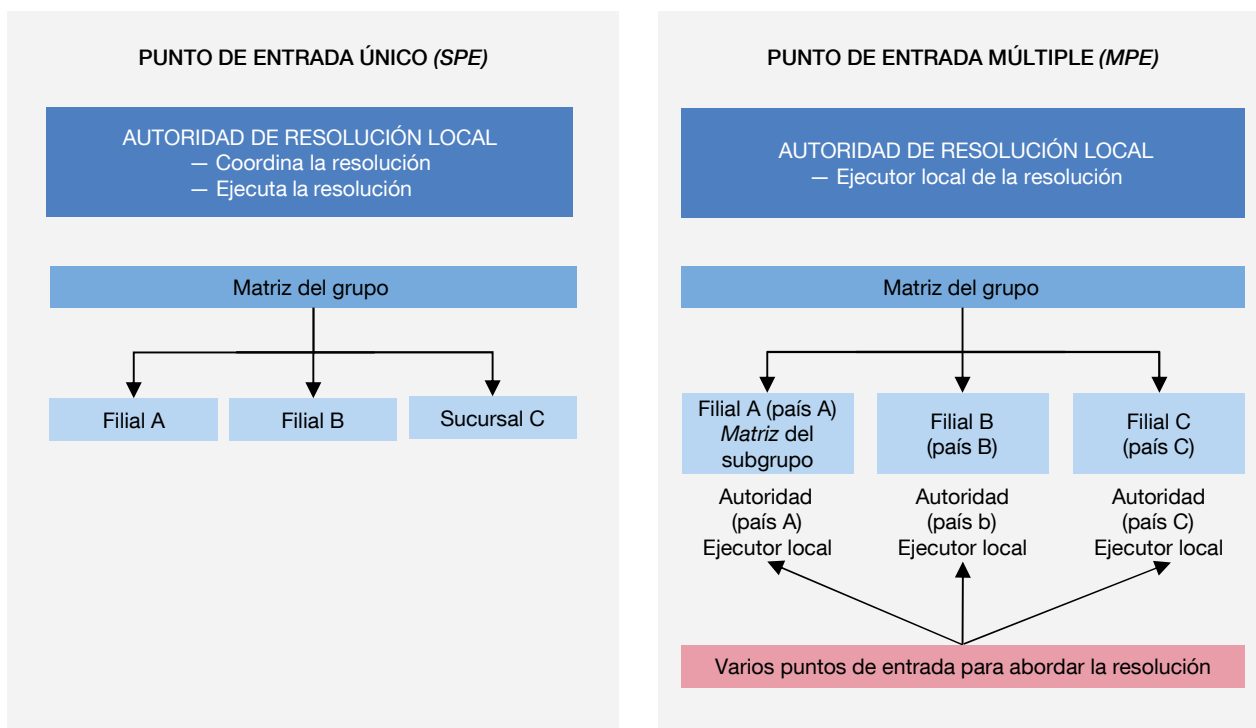 PUNTO DE ENTRADA ÚNICO (SPE)
AUTORIDAD DE RESOLUCIÓN LOCAL
— Coordina la resolución
— Ejecuta la resolución
Matriz del grupo
Filial A
Filial B
Sucursal C
PUNTO DE ENTRADA MÚLTIPLE (MPE)
AUTORIDAD DE RESOLUCIÓN LOCAL
— Ejecutor local de la resolución
Matriz del grupo
Filial A (país A)
Matriz del
subgrupo
Filial B
(país B)
Filial C
(país C)
Autoridad
(país A)
Ejecutor local
Autoridad
(país b)
Ejecutor local
Autoridad
(país C)
Ejecutor local
Varios puntos de entrada para abordar la resolución